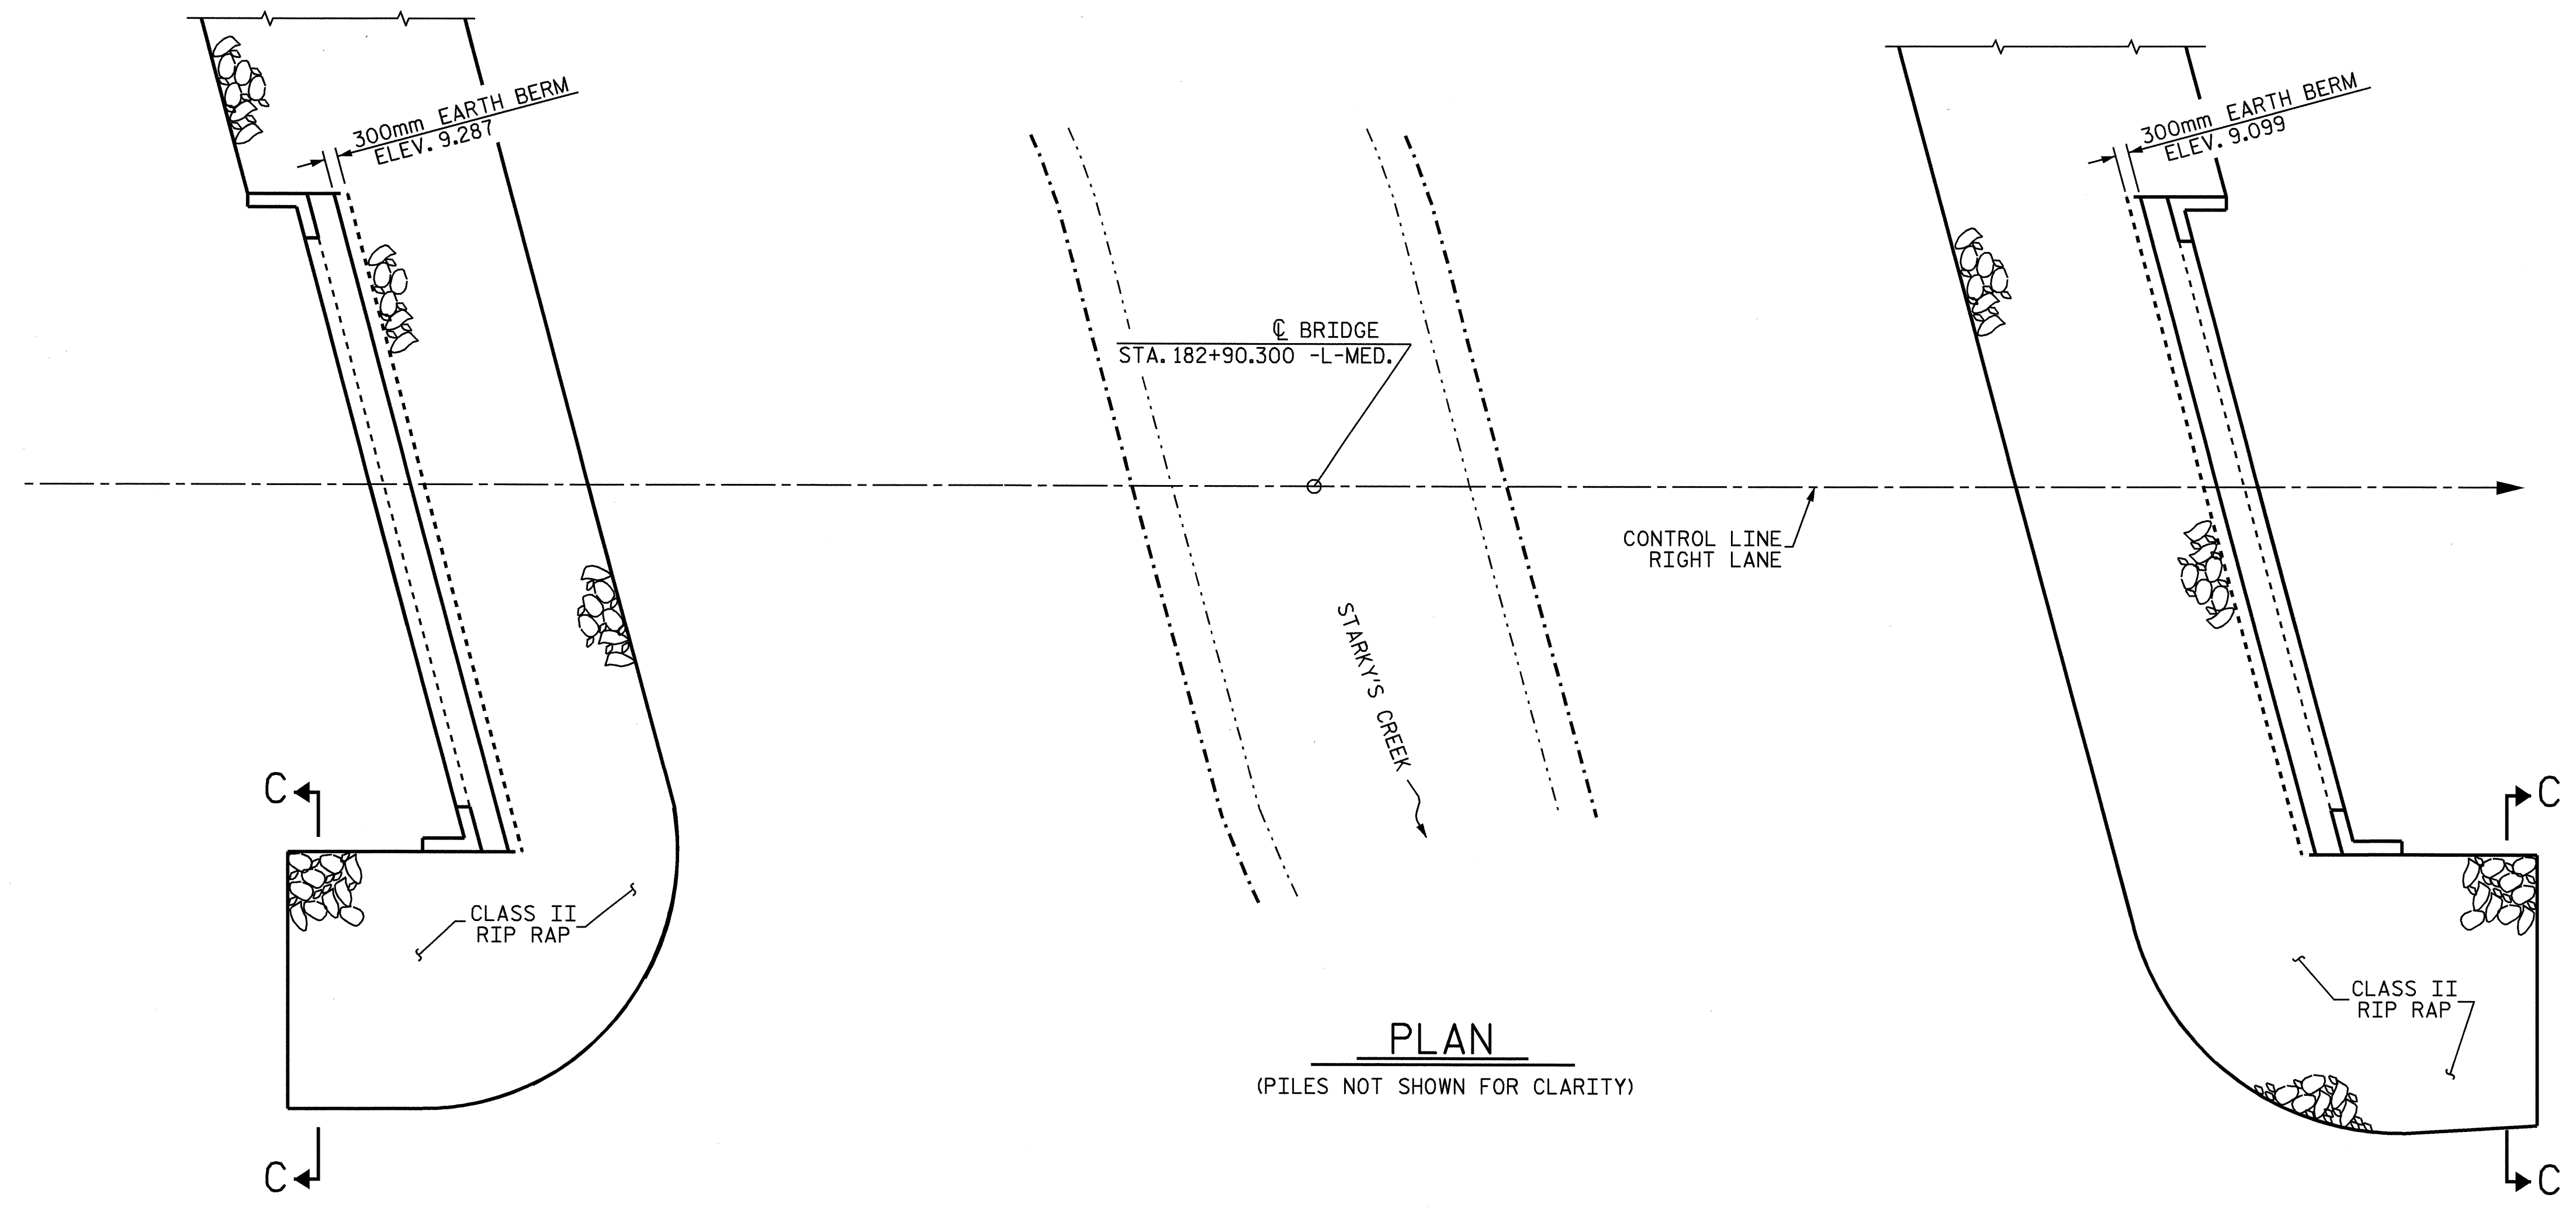 300mm EARTH BERM
ELEV. 9.287
300mm EARTH BERM
ELEV. 9.099
℄ BRIDGE
STA. 182+90.300 -L-MED.
CONTROL LINE
RIGHT LANE
STARKY'S CREEK
C
C
CLASS II
RIP RAP
CLASS II
RIP RAP
PLAN
(PILES NOT SHOWN FOR CLARITY)
C
C